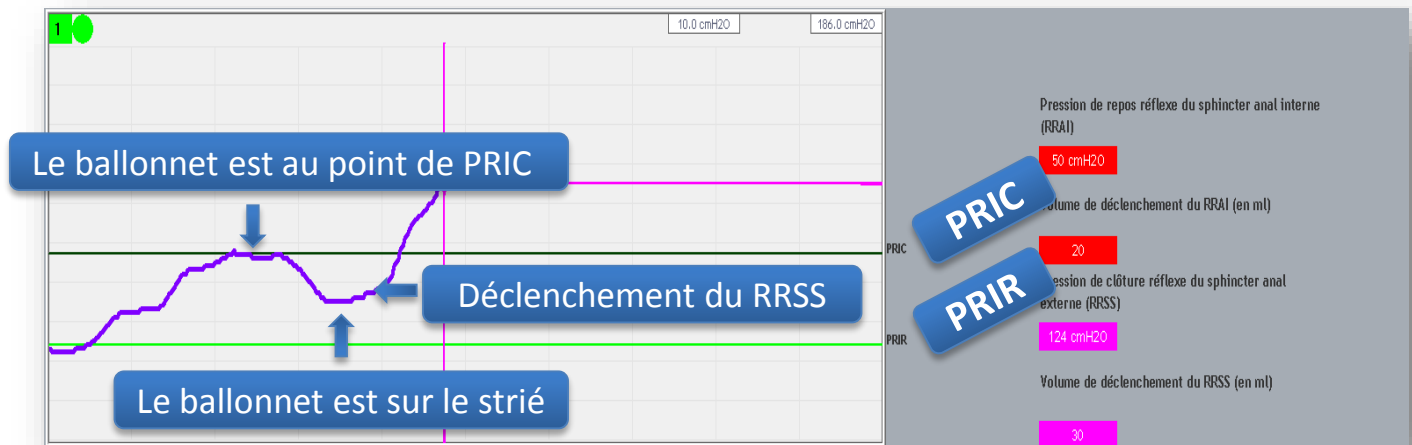 1
10.0 cmH2O
186.0 cmH2O
Le ballonnet est au point de PRIC
Déclenchement du RRSS
Le ballonnet est sur le strié
PRIC
PRIR
PRIC
PRIR
Pression de repos réflexe du sphincter anal interne
(RRAI)
50 cmH2O
olume de déclenchement du RRAI (en ml)
20
ession de clôture réflexe du sphincter anal
externe (RRSS)
124 cmH2O
Volume de déclenchement du RRSS (en ml)
30